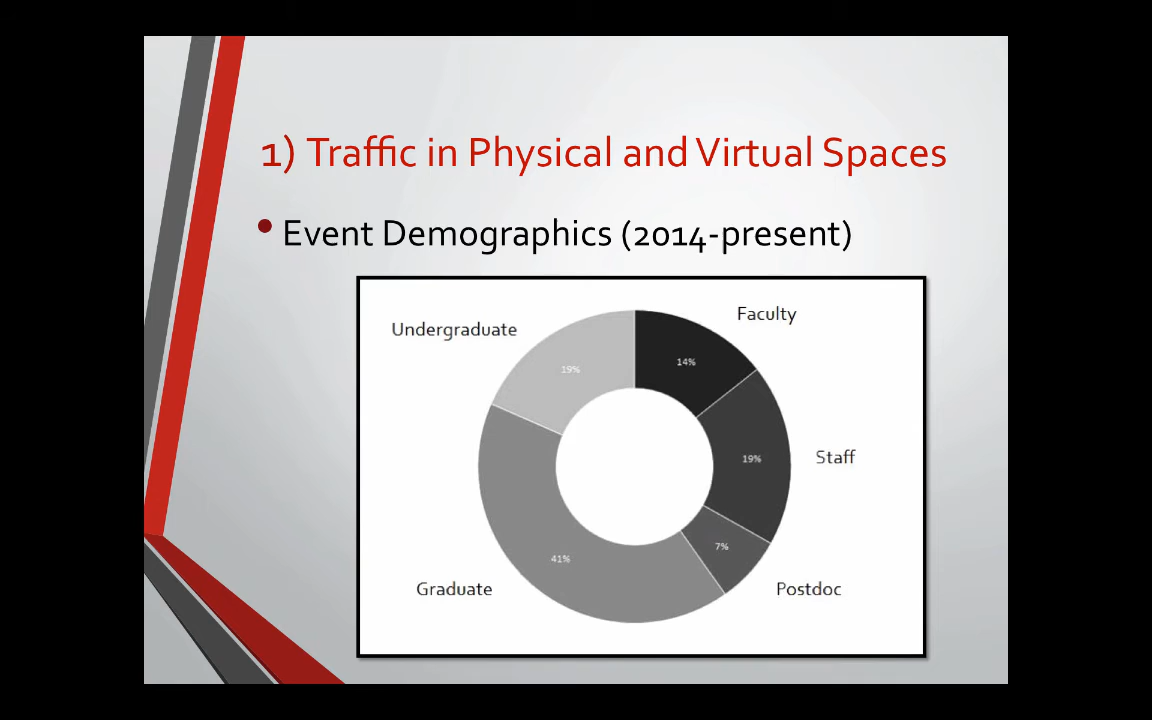 1) Traffic in Physical and Virtual Spaces
• Event Demographics (2014-present)
Faculty
14%
Staff
19%
Postdoc
7%
Graduate
41%
Undergraduate
19%